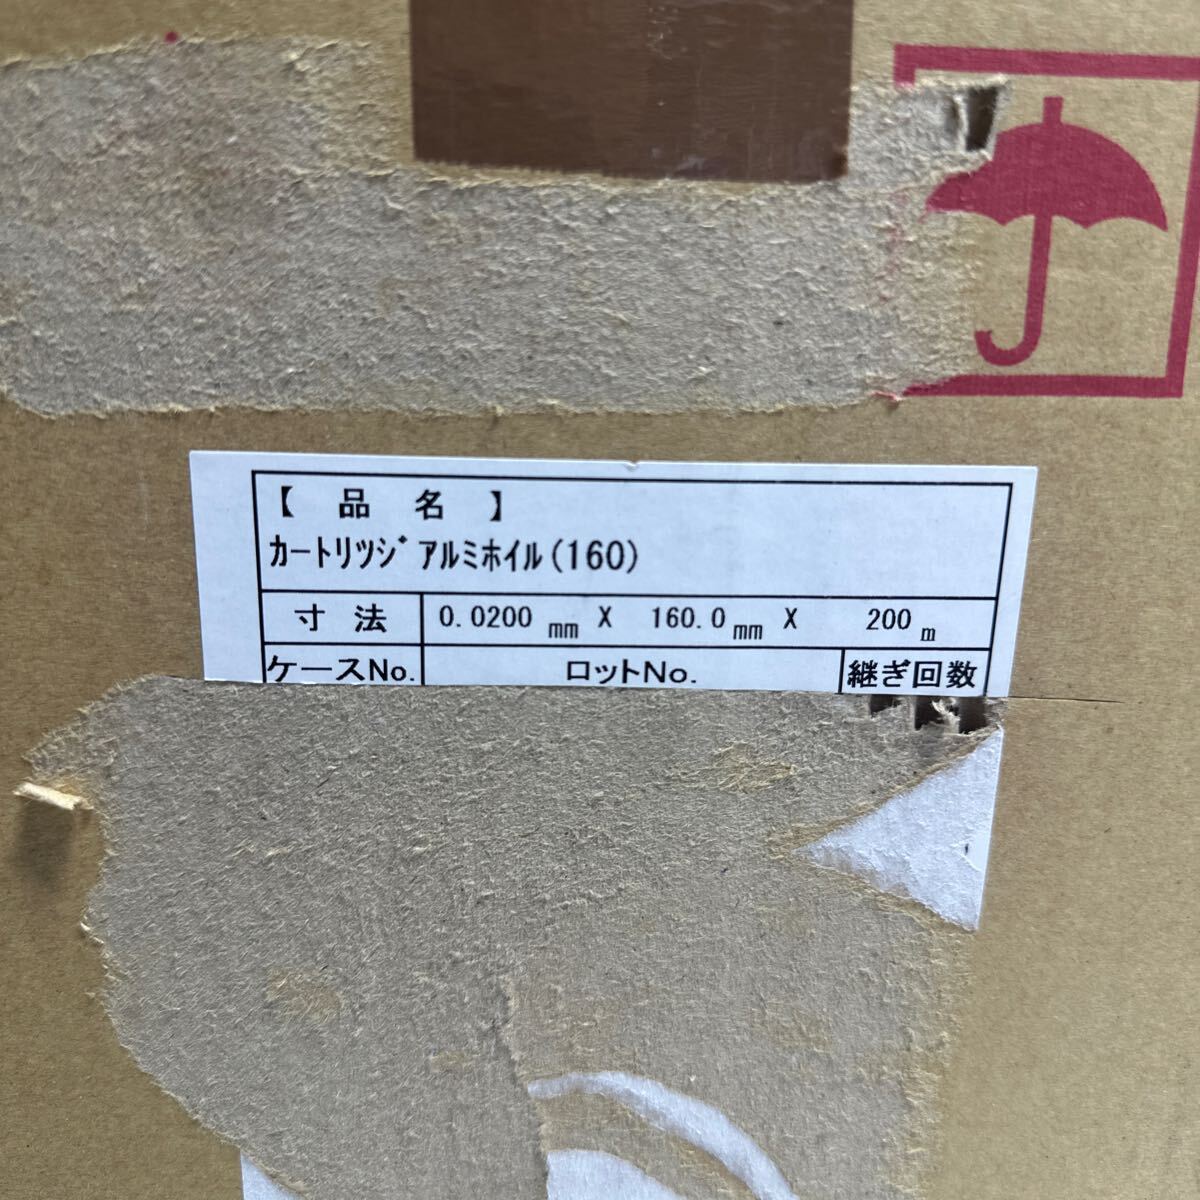 【 品 名 】
ｶｰﾄﾘﾂｼﾞ ｱﾙﾐﾎｲﾙ(160)
寸 法 0.0200 mm X 160.0 mm X 200 m
ケースNo. ロットNo. 継ぎ回数